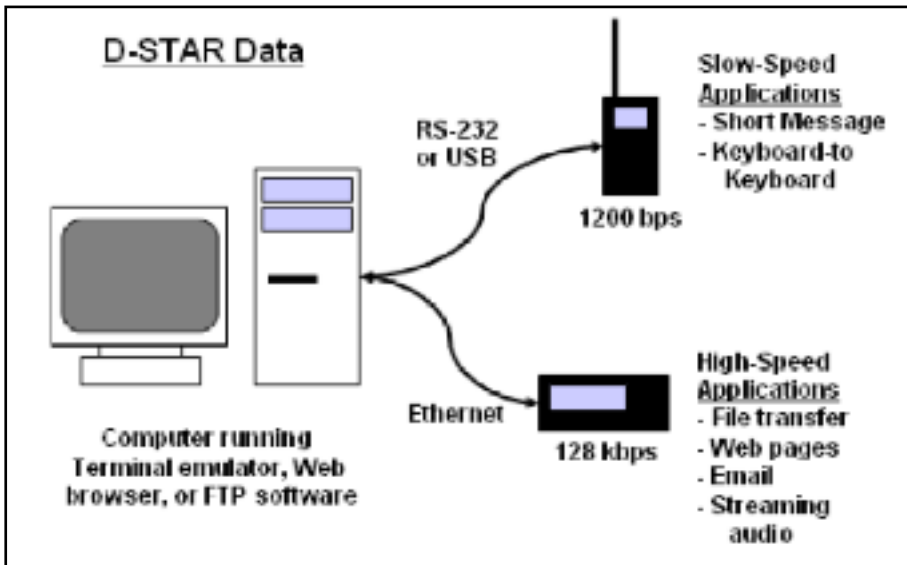 D-STAR Data
RS-232
or USB
Slow-Speed
Applications
- Short Message
- Keyboard-to
Keyboard
1200 bps
Ethernet
128 kbps
High-Speed
Applications
- File transfer
- Web pages
- Email
- Streaming
audio
Computer running
Terminal emulator, Web
browser, or FTP software